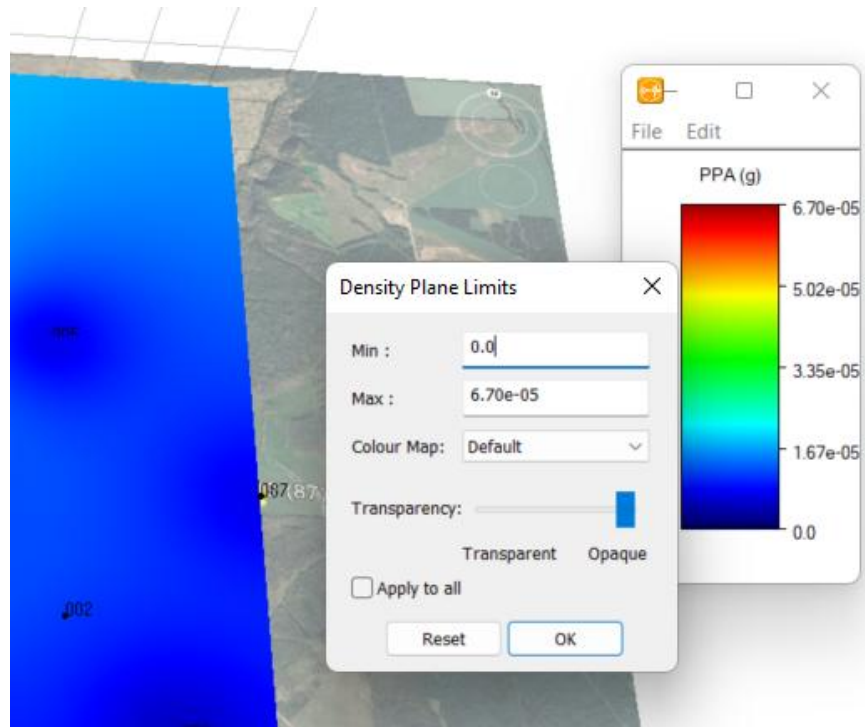 File Edit
PPA (g)
6.70e-05
5.02e-05
3.35e-05
1.67e-05
0.0
Density Plane Limits
Min :
0.0
Max :
6.70e-05
Colour Map:
Default
Transparency:
Transparent Opaque
Apply to all
Reset OK
087(87
002